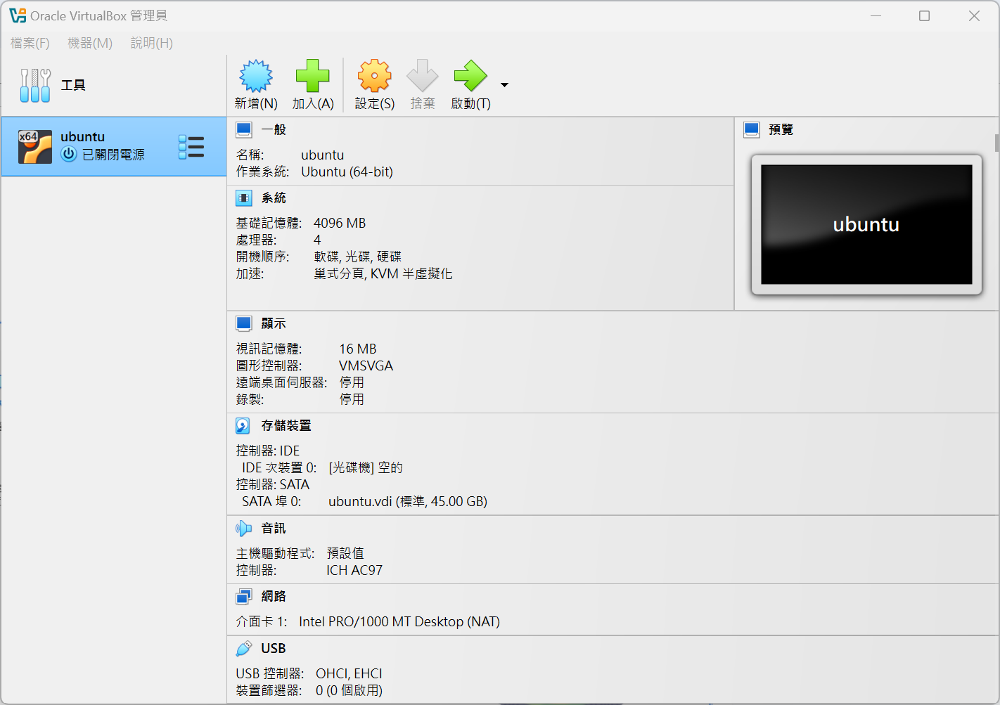 Oracle VirtualBox 管理員
檔案(F) 機器(M) 說明(H)
工具
新增(N) 加入(A) 設定(S) 捨棄 啟動(T)
x64
ubuntu
已關閉電源
一般
名稱: ubuntu
作業系統: Ubuntu (64-bit)
預覽
ubuntu
系統
基礎記憶體: 4096 MB
處理器: 4
開機順序: 軟碟, 光碟, 硬碟
加速: 巢式分頁, KVM 半虛擬化
顯示
視訊記憶體: 16 MB
圖形控制器: VMSVGA
遠端桌面伺服器: 停用
錄製: 停用
存儲裝置
控制器: IDE
IDE 次裝置 0: [光碟機] 空的
控制器: SATA
SATA 埠 0: ubuntu.vdi (標準, 45.00 GB)
音訊
主機驅動程式: 預設值
控制器: ICH AC97
網路
介面卡 1: Intel PRO/1000 MT Desktop (NAT)
USB
USB 控制器: OHCI, EHCI
裝置篩選器: 0 (0 個啟用)